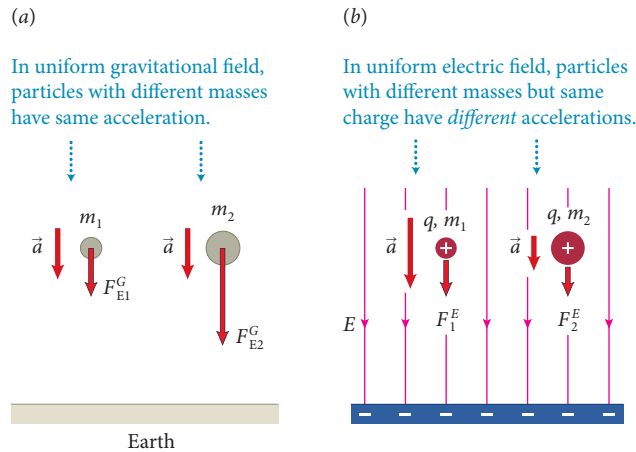 (a)
In uniform gravitational field,
particles with different masses
have same acceleration.
m₁
m₂
a⃗
a⃗
F^G_E1
F^G_E2
Earth
(b)
In uniform electric field, particles
with different masses but same
charge have different accelerations.
q, m₁
q, m₂
a⃗
+
a⃗
+
E
F^E_1
F^E_2
− − − − − − −